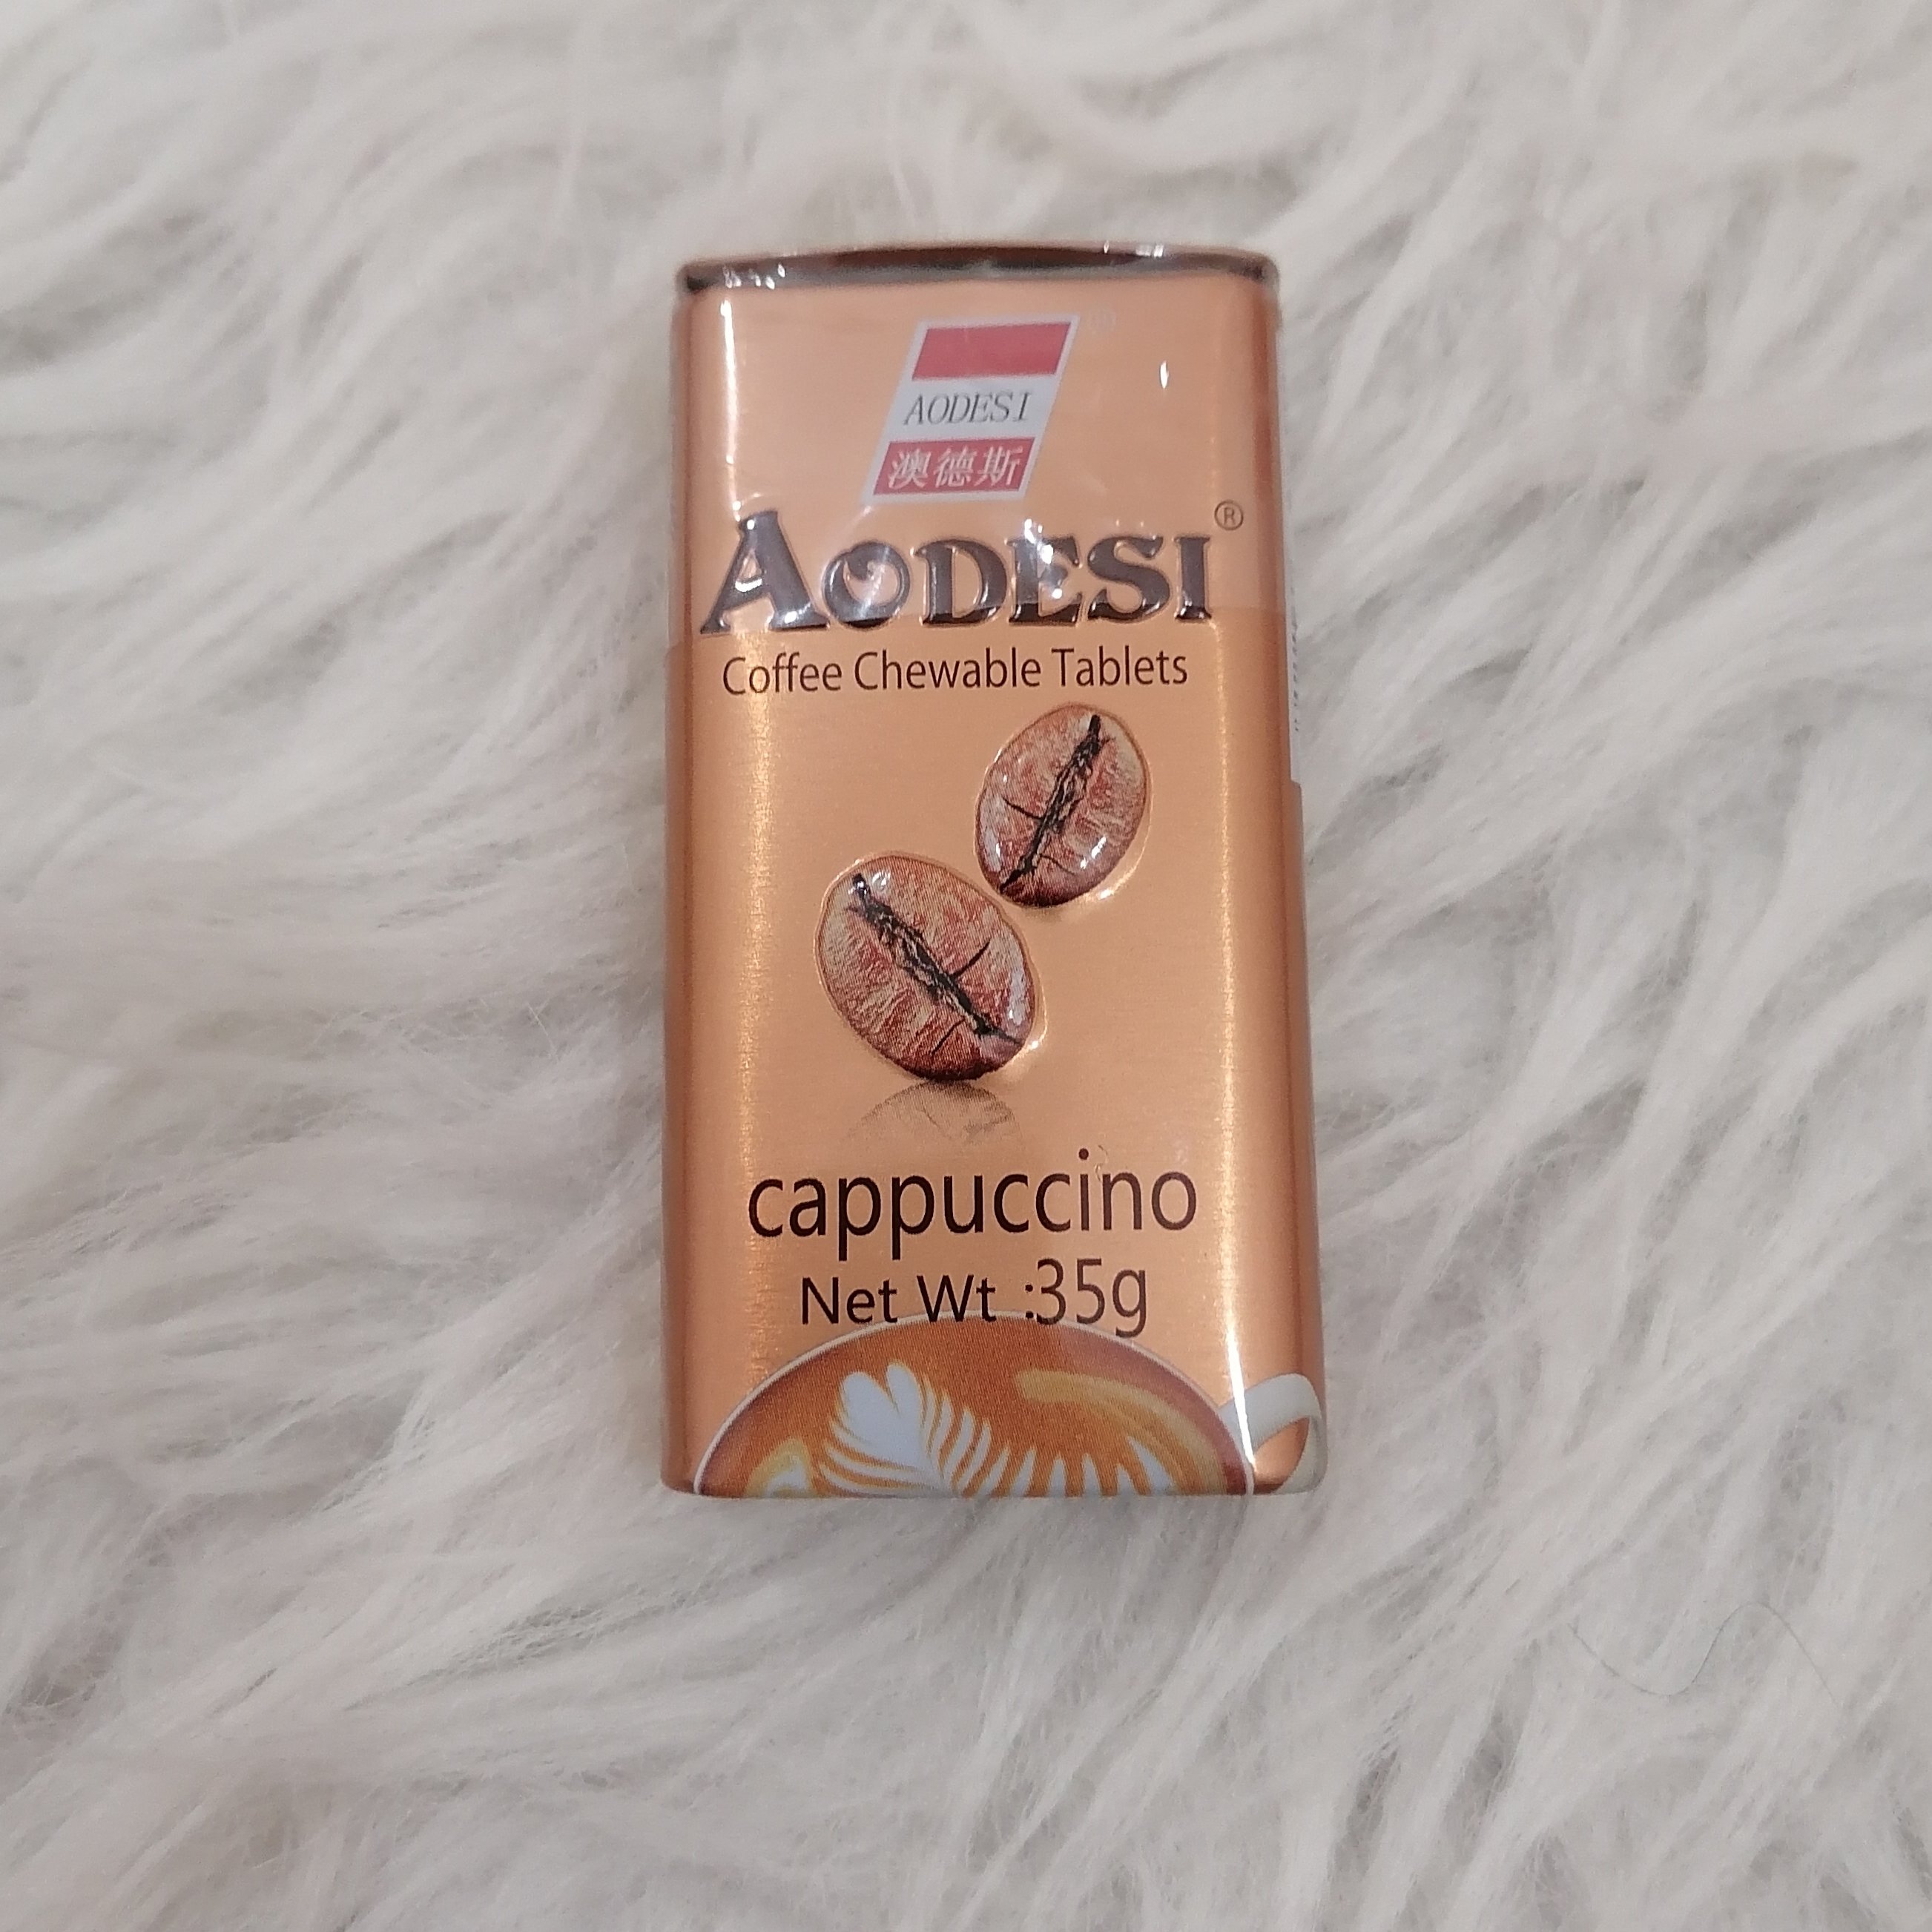 AODESI
澳德斯
AODESI®
Coffee Chewable Tablets
cappuccino
Net Wt :35g